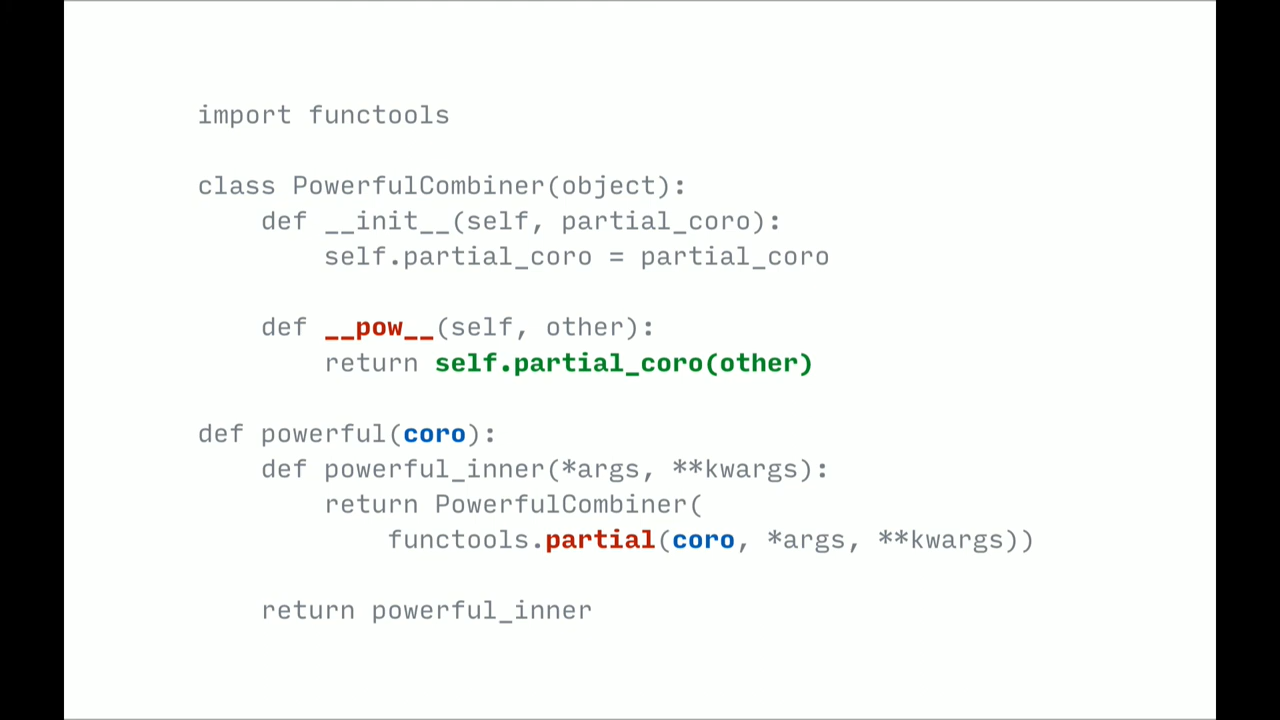 import functools
class PowerfulCombiner(object):
    def __init__(self, partial_coro):
        self.partial_coro = partial_coro
    def __pow__(self, other):
        return self.partial_coro(other)
def powerful(coro):
    def powerful_inner(*args, **kwargs):
        return PowerfulCombiner(
            functools.partial(coro, *args, **kwargs))
    return powerful_inner